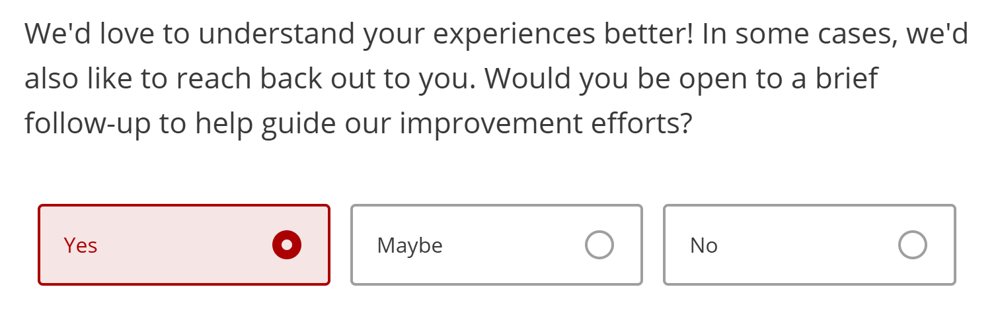 We'd love to understand your experiences better! In some cases, we'd
also like to reach back out to you. Would you be open to a brief
follow-up to help guide our improvement efforts?
Yes
Maybe
No